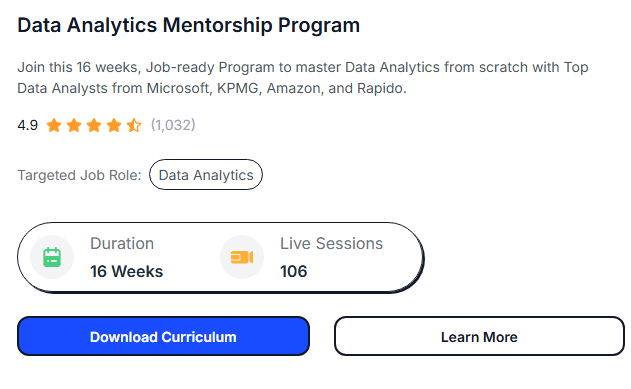 Data Analytics Mentorship Program
Join this 16 weeks, Job-ready Program to master Data Analytics from scratch with Top
Data Analysts from Microsoft, KPMG, Amazon, and Rapido.
4.9 (1,032)
Targeted Job Role: Data Analytics
Duration
16 Weeks
Live Sessions
106
Download Curriculum
Learn More